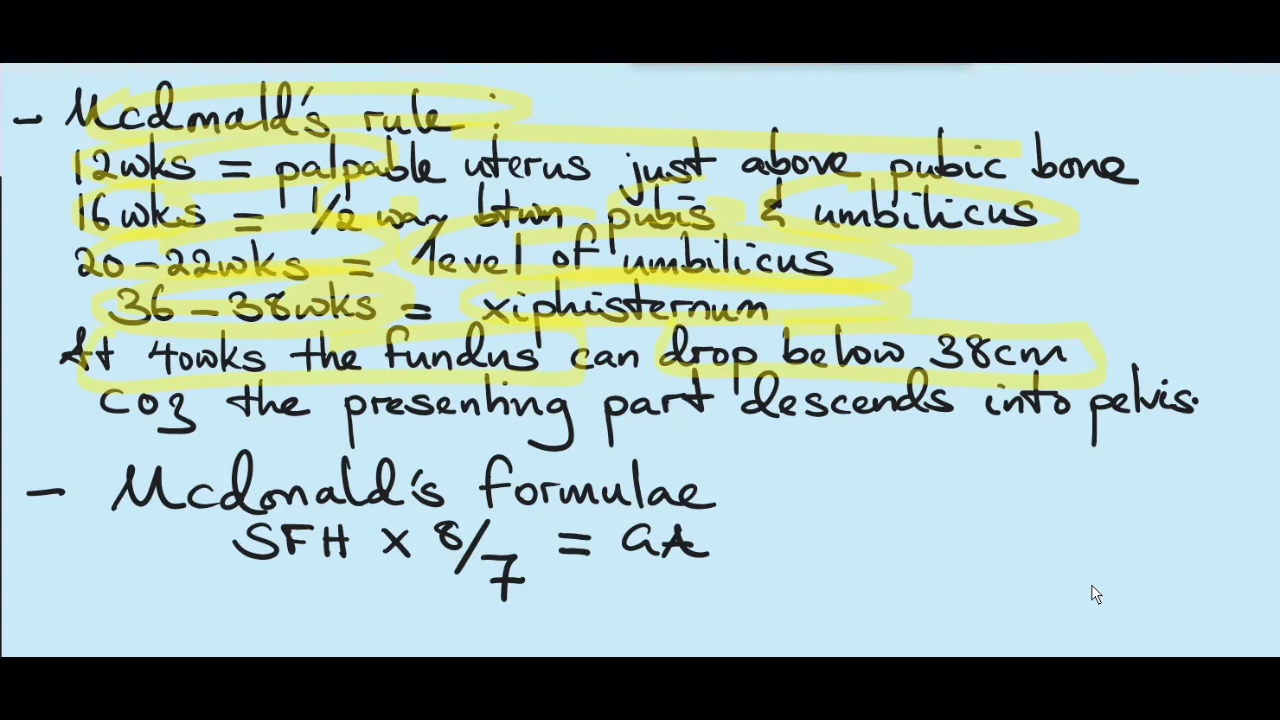 - Mcdonald's rule :
12wks = palpable uterus just above pubic bone
16wks = 1/2 way btwn pubis & umbilicus
20-22wks = level of umbilicus
36-38wks = xiphisternum
At 40wks the fundus can drop below 38cm
coz the presenting part descends into pelvis.
- Mcdonald's formulae
SFH x 8/7 = GA